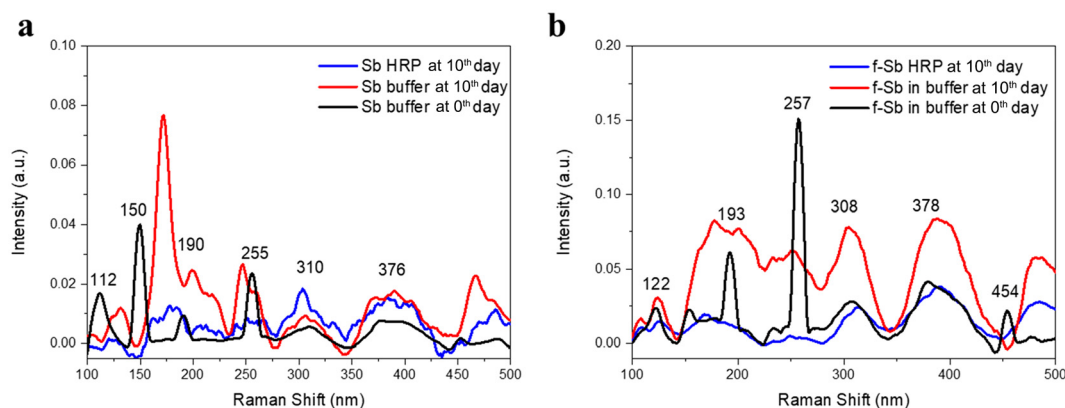 a
0.10
0.08
0.06
0.04
0.02
0.00
Intensity (a.u.)
Sb HRP at 10th day
Sb buffer at 10th day
Sb buffer at 0th day
112
150
190
255
310
376
100 150 200 250 300 350 400 450 500
Raman Shift (nm)
b
0.20
0.15
0.10
0.05
0.00
Intensity (a.u.)
f-Sb HRP at 10th day
f-Sb in buffer at 10th day
f-Sb in buffer at 0th day
122
193
257
308
378
454
100 200 300 400 500
Raman Shift (nm)